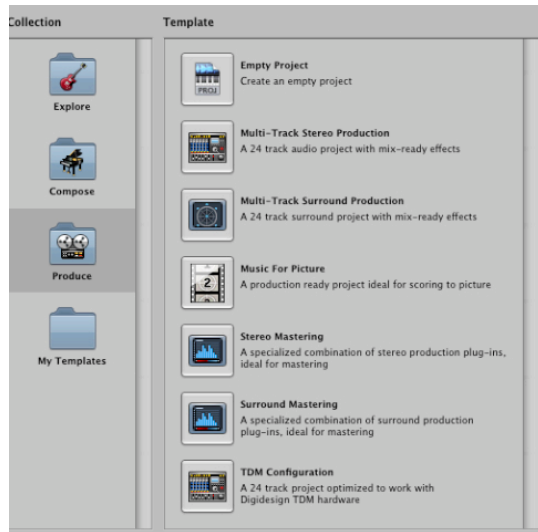 Collection
Template
Explore
Compose
Produce
My Templates
PROJ
Empty Project
Create an empty project
Multi-Track Stereo Production
A 24 track audio project with mix-ready effects
Multi-Track Surround Production
A 24 track surround project with mix-ready effects
2
Music For Picture
A production ready project ideal for scoring to picture
Stereo Mastering
A specialized combination of stereo production plug-ins,
ideal for mastering
Surround Mastering
A specialized combination of surround production
plug-ins, ideal for mastering
TDM Configuration
A 24 track project optimized to work with
Digidesign TDM hardware